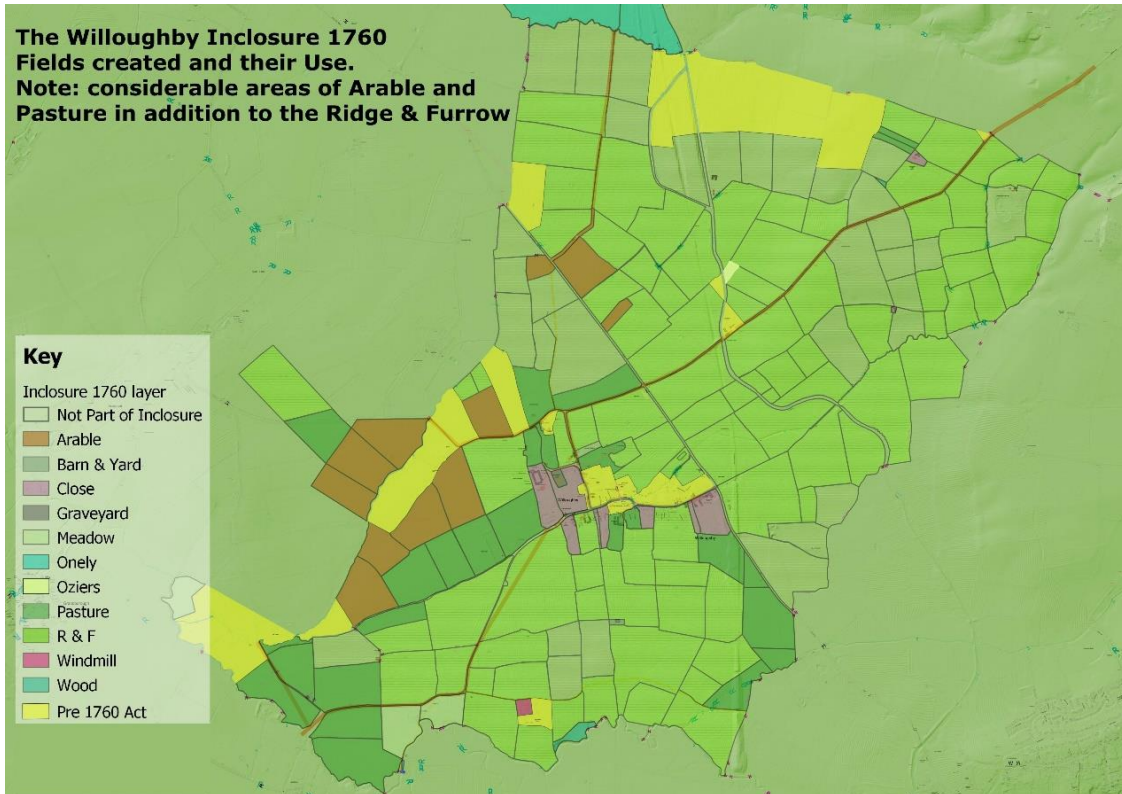 The Willoughby Inclosure 1760
Fields created and their Use.
Note: considerable areas of Arable and
Pasture in addition to the Ridge & Furrow
Key
Inclosure 1760 layer
Not Part of Inclosure
Arable
Barn & Yard
Close
Graveyard
Meadow
Onely
Oziers
Pasture
R & F
Windmill
Wood
Pre 1760 Act
Willoughby